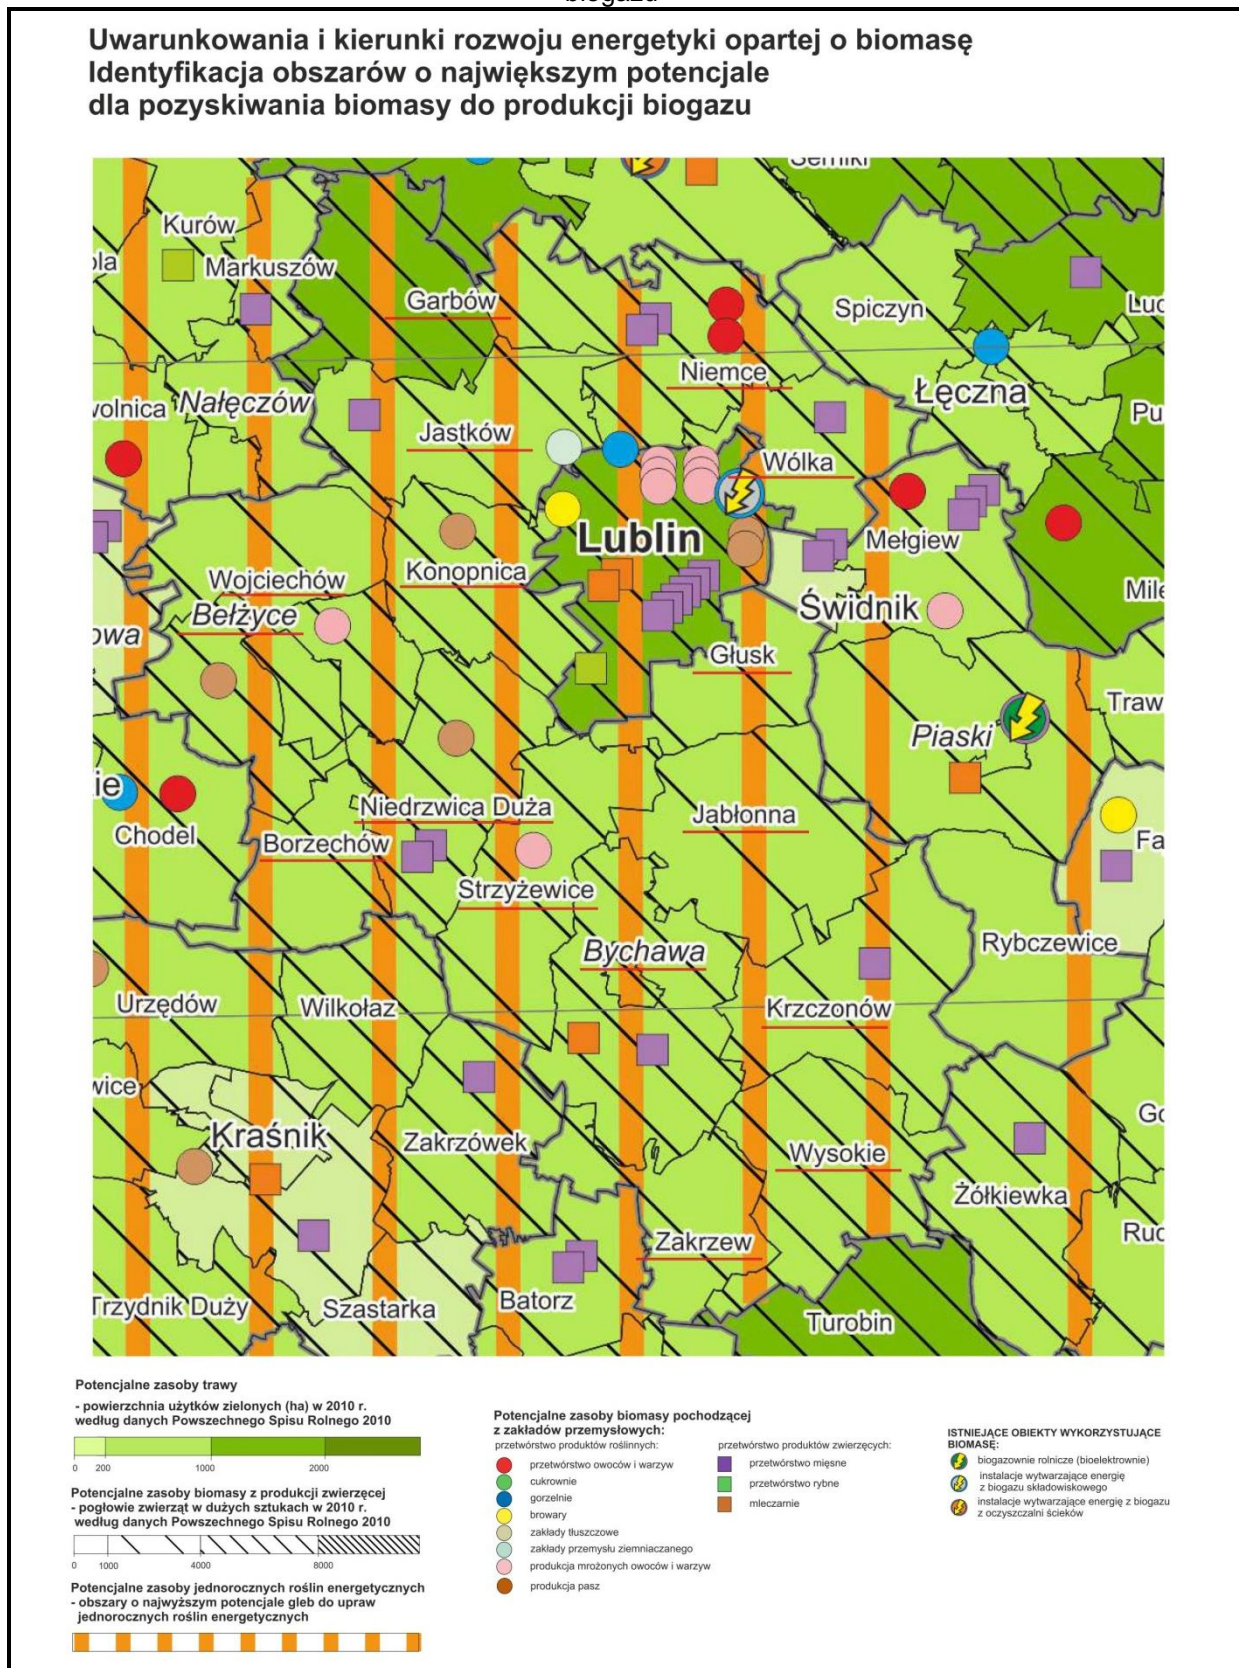 biogazu
Uwarunkowania i kierunki rozwoju energetyki opartej o biomasę
Identyfikacja obszarów o największym potencjale
dla pozyskiwania biomasy do produkcji biogazu
Serniki
Kurów
Markuszów
Garbów
Spiczyn
Niemce
Łęczna
Nałęczów
Jastków
Wólka
Lublin
Mełgiew
Konopnica
Wojciechów
Bełżyce
Świdnik
Głusk
Piaski
Niedrzwica Duża
Jabłonna
Chodel
Borzechów
Strzyżewice
Bychawa
Rybczewice
Urzędów
Wilkołaz
Krzczonów
Kraśnik
Zakrzówek
Wysokie
Żółkiewka
Zakrzew
Trzydnik Duży
Szastarka
Batorz
Turobin
Potencjalne zasoby trawy
- powierzchnia użytków zielonych (ha) w 2010 r.
według danych Powszechnego Spisu Rolnego 2010
0 200 1000 2000
Potencjalne zasoby biomasy z produkcji zwierzęcej
- pogłowie zwierząt w dużych sztukach w 2010 r.
według danych Powszechnego Spisu Rolnego 2010
0 1000 4000 8000
Potencjalne zasoby jednorocznych roślin energetycznych
- obszary o najwyższym potencjale gleb do upraw
jednorocznych roślin energetycznych
Potencjalne zasoby biomasy pochodzącej
z zakładów przemysłowych:
przetwórstwo produktów roślinnych:
przetwórstwo owoców i warzyw
cukrownie
gorzelnie
browary
zakłady tłuszczowe
zakłady przemysłu ziemniaczanego
produkcja mrożonych owoców i warzyw
produkcja pasz
przetwórstwo produktów zwierzęcych:
przetwórstwo mięsne
przetwórstwo rybne
mleczarnie
ISTNIEJĄCE OBIEKTY WYKORZYSTUJĄCE
BIOMASĘ:
biogazownie rolnicze (bioelektrownie)
instalacje wytwarzające energię
z biogazu składowiskowego
instalacje wytwarzające energię z biogazu
z oczyszczalni ścieków